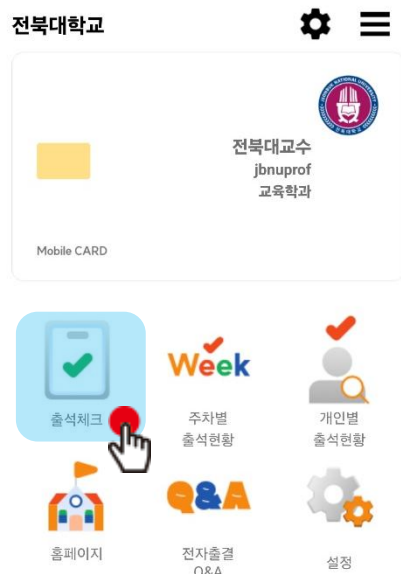 전북대학교
전북대교수
jbnuprof
교육학과
Mobile CARD
Week
출석체크
주차별
출석현황
개인별
출석현황
Q&A
홈페이지
전자출결
Q&A
설정